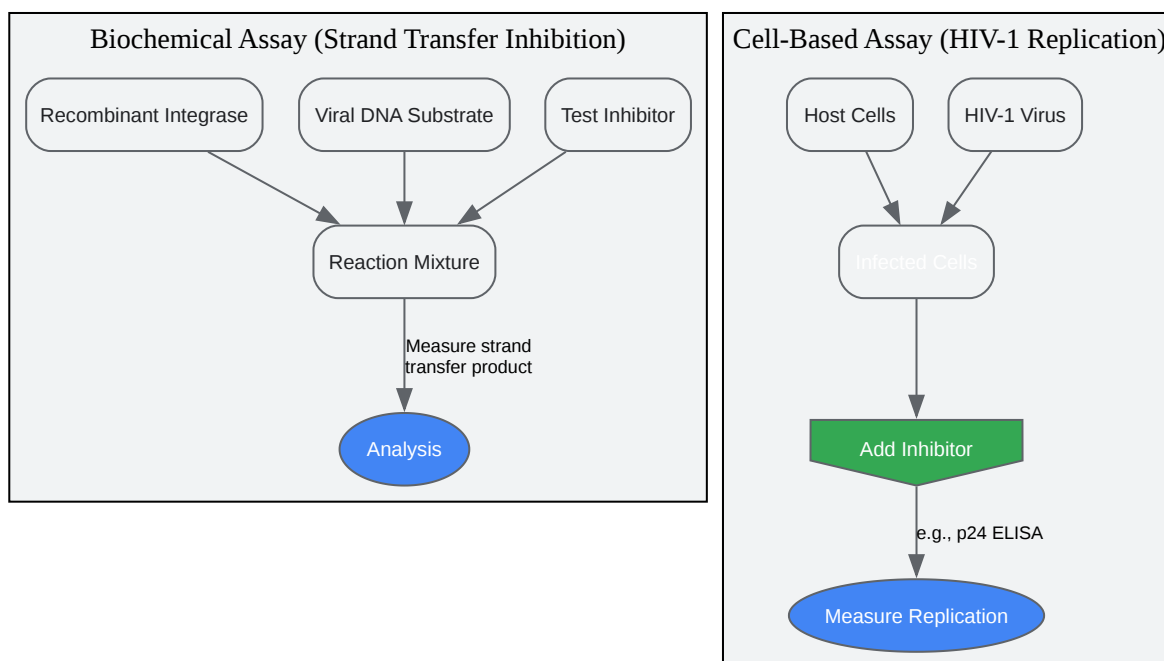 Biochemical Assay (Strand Transfer Inhibition)
Recombinant Integrase
Viral DNA Substrate
Test Inhibitor
Reaction Mixture
Measure strand
transfer product
Analysis
Cell-Based Assay (HIV-1 Replication)
Host Cells
HIV-1 Virus
Infected Cells
Add Inhibitor
e.g., p24 ELISA
Measure Replication